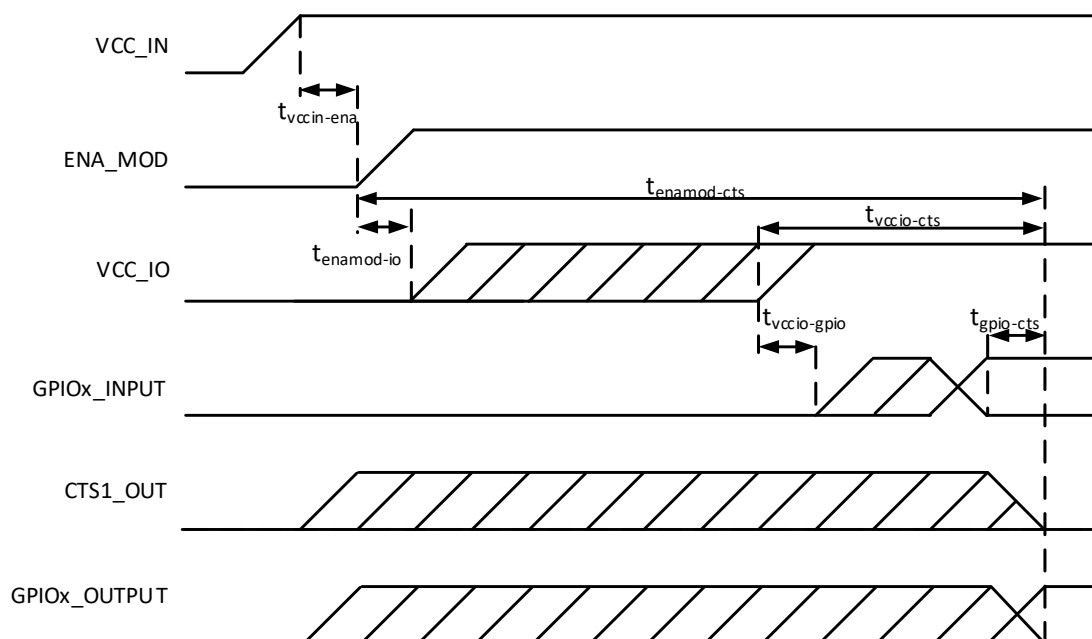 VCC_IN
tvccin-ena
ENA_MOD
tenamod-cts
tvccio-cts
tenamod-io
VCC_IO
tvccio-gpio
tgpio-cts
GPIOx_INPUT
CTS1_OUT
GPIOx_OUTPUT